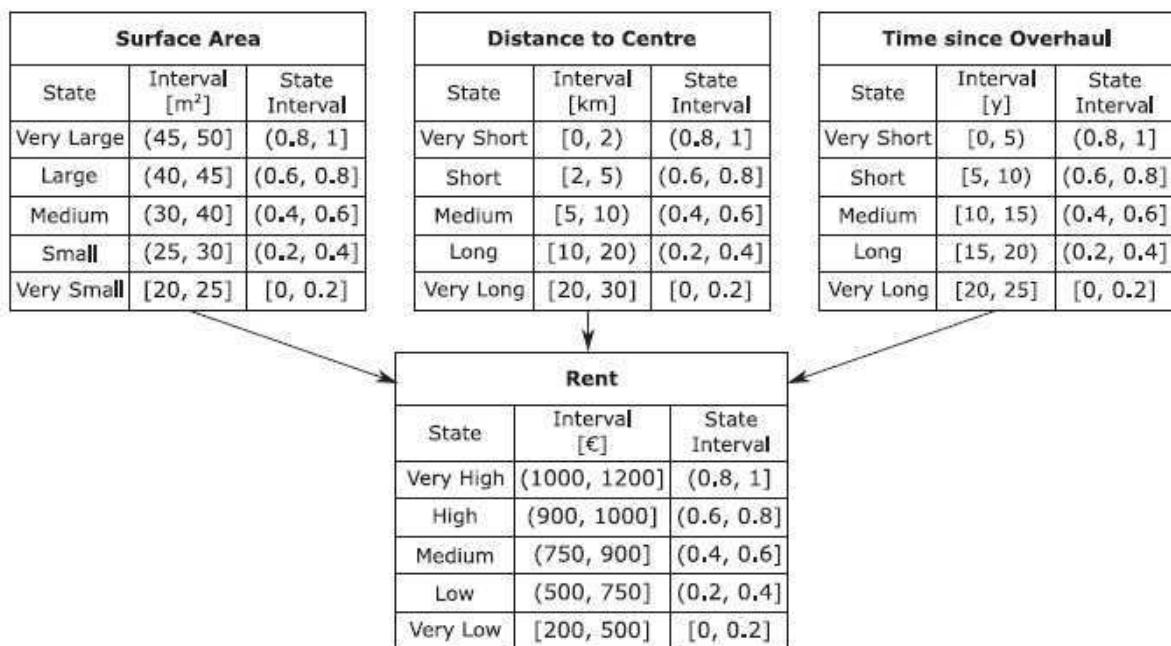 Surface Area
State Interval [m²] State Interval
Very Large (45, 50] (0.8, 1]
Large (40, 45] (0.6, 0.8]
Medium (30, 40] (0.4, 0.6]
Small (25, 30] (0.2, 0.4]
Very Small [20, 25] [0, 0.2]
Distance to Centre
State Interval [km] State Interval
Very Short [0, 2) (0.8, 1]
Short [2, 5) (0.6, 0.8]
Medium [5, 10) (0.4, 0.6]
Long [10, 20) (0.2, 0.4]
Very Long [20, 30] [0, 0.2]
Time since Overhaul
State Interval [y] State Interval
Very Short [0, 5) (0.8, 1]
Short [5, 10) (0.6, 0.8]
Medium [10, 15) (0.4, 0.6]
Long [15, 20) (0.2, 0.4]
Very Long [20, 25] [0, 0.2]
Rent
State Interval [€] State Interval
Very High (1000, 1200] (0.8, 1]
High (900, 1000] (0.6, 0.8]
Medium (750, 900] (0.4, 0.6]
Low (500, 750] (0.2, 0.4]
Very Low [200, 500] [0, 0.2]